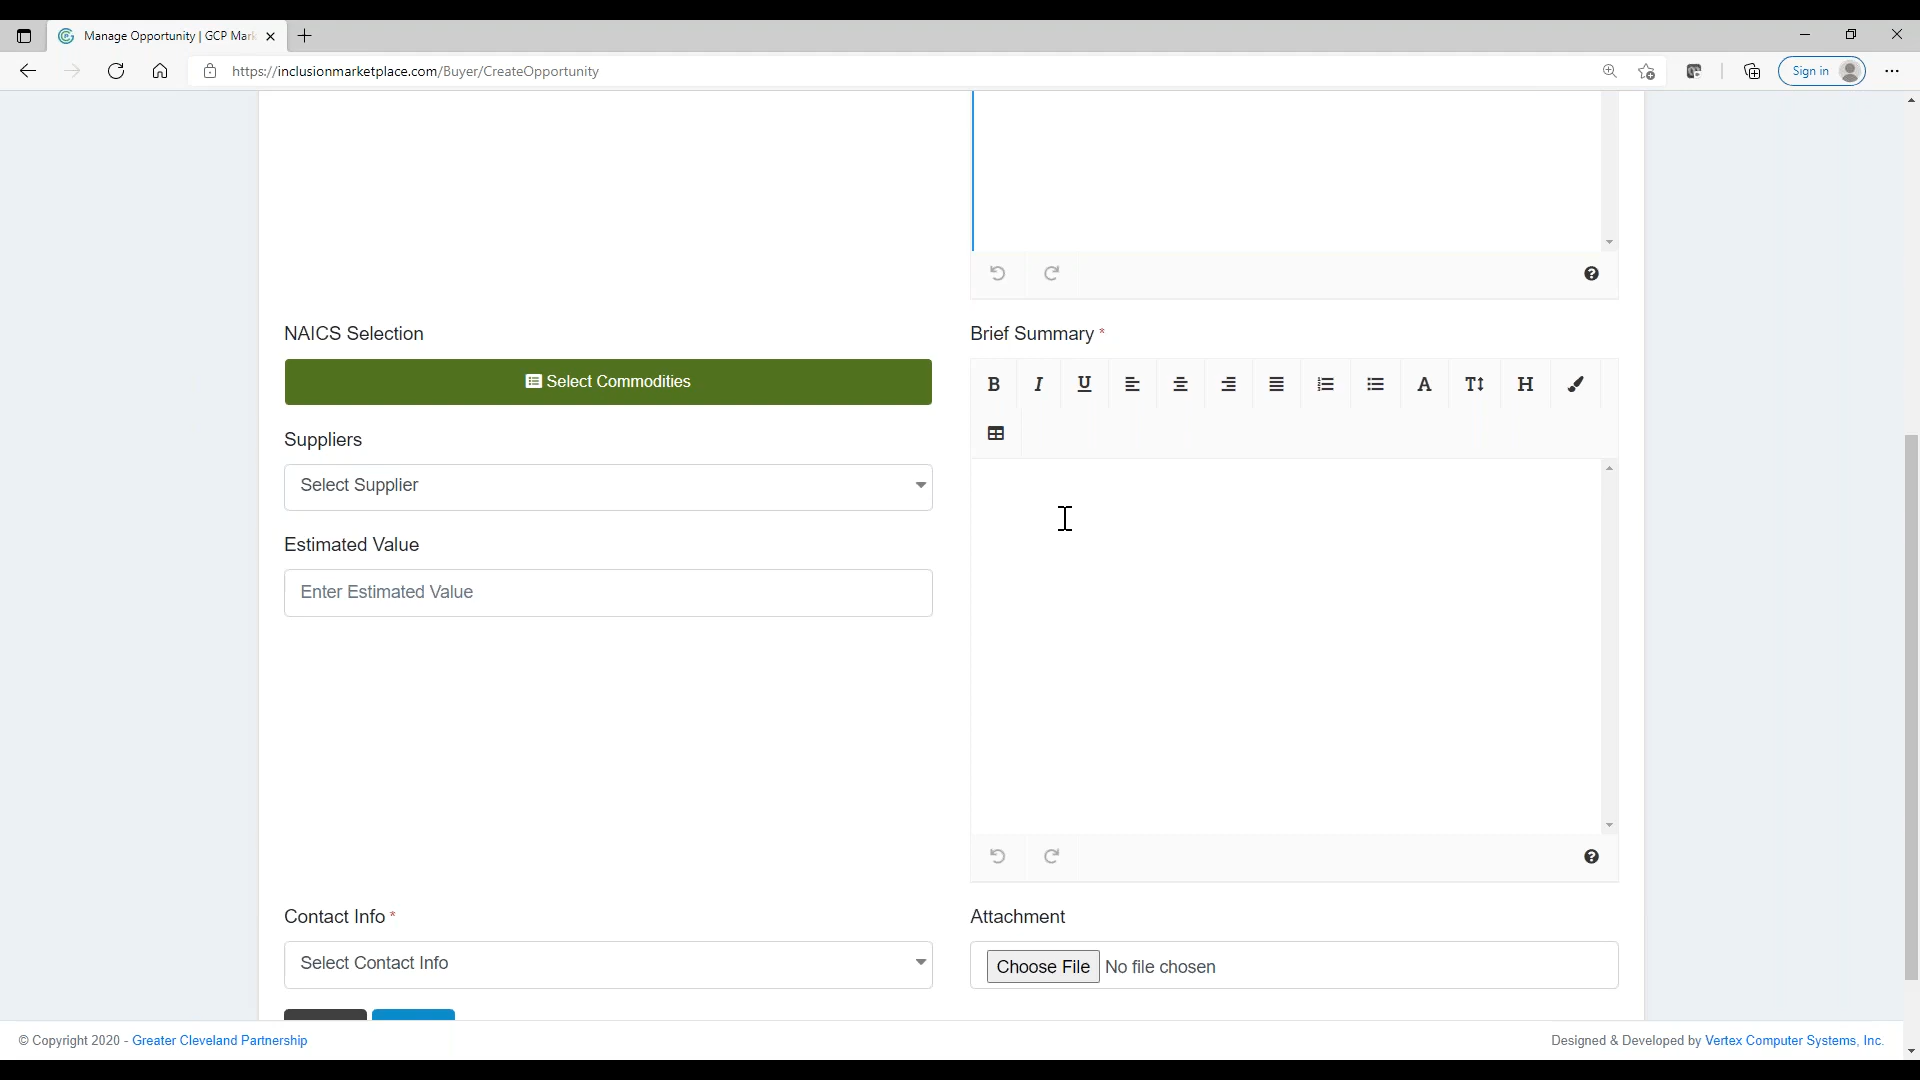 Manage Opportunity | GCP Mark
https://inclusionmarketplace.com/Buyer/CreateOpportunity
Sign in
NAICS Selection
Select Commodities
Suppliers
Select Supplier
Estimated Value
Enter Estimated Value
Brief Summary *
B I U A T H
Contact Info *
Select Contact Info
Attachment
Choose File No file chosen
© Copyright 2020 - Greater Cleveland Partnership
Designed & Developed by Vertex Computer Systems, Inc.